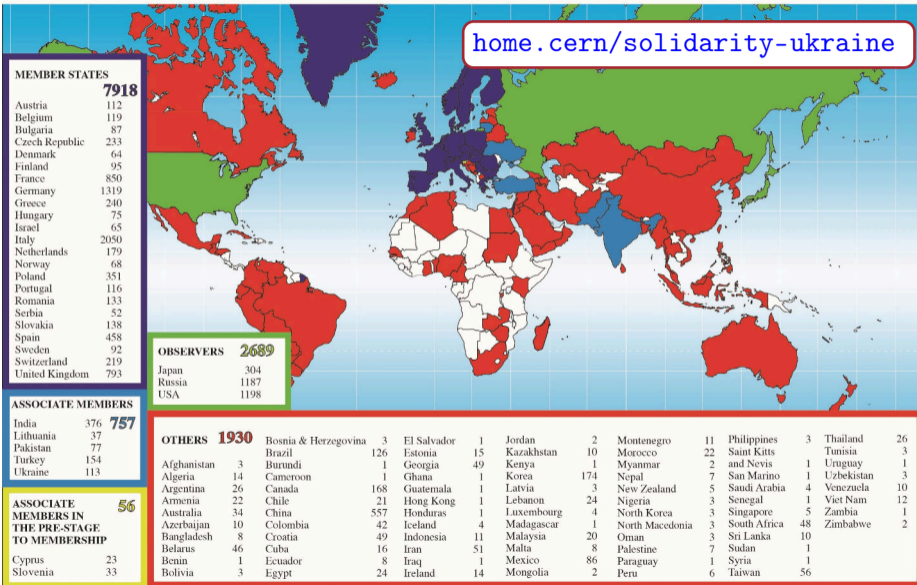 home.cern/solidarity-ukraine
MEMBER STATES
7918
Austria 112
Belgium 119
Bulgaria 87
Czech Republic 233
Denmark 64
Finland 95
France 850
Germany 1319
Greece 240
Hungary 75
Israel 65
Italy 2050
Netherlands 179
Norway 68
Poland 351
Portugal 116
Romania 133
Serbia 52
Slovakia 138
Spain 458
Sweden 92
Switzerland 219
United Kingdom 793
ASSOCIATE MEMBERS
757
India 376
Lithuania 37
Pakistan 77
Turkey 154
Ukraine 113
ASSOCIATE 56
MEMBERS IN
THE PRE-STAGE
TO MEMBERSHIP
Cyprus 23
Slovenia 33
OBSERVERS 2689
Japan 304
Russia 1187
USA 1198
OTHERS 1930
Afghanistan 3
Algeria 14
Argentina 26
Armenia 22
Australia 34
Azerbaijan 10
Bangladesh 8
Belarus 46
Benin 1
Bolivia 3
Bosnia & Herzegovina 3
Brazil 126
Burundi 1
Cameroon 1
Canada 168
Chile 21
China 557
Colombia 42
Croatia 49
Cuba 16
Ecuador 8
Egypt 24
El Salvador 1
Estonia 15
Georgia 49
Ghana 1
Guatemala 1
Hong Kong 1
Honduras 1
Iceland 4
Indonesia 11
Iran 51
Iraq 1
Ireland 14
Jordan 2
Kazakhstan 10
Kenya 1
Korea 174
Latvia 3
Lebanon 24
Luxembourg 4
Madagascar 1
Malaysia 20
Malta 8
Mexico 86
Mongolia 2
Montenegro 11
Morocco 22
Myanmar 2
Nepal 7
New Zealand 5
Nigeria 3
North Korea 3
North Macedonia 3
Oman 3
Palestine 7
Paraguay 1
Peru 6
Philippines 3
Saint Kitts
and Nevis 1
San Marino 1
Saudi Arabia 4
Senegal 1
Singapore 5
South Africa 48
Sri Lanka 10
Sudan 1
Syria 1
Taiwan 56
Thailand 26
Tunisia 3
Uruguay 1
Uzbekistan 3
Venezuela 10
Viet Nam 12
Zambia 1
Zimbabwe 2